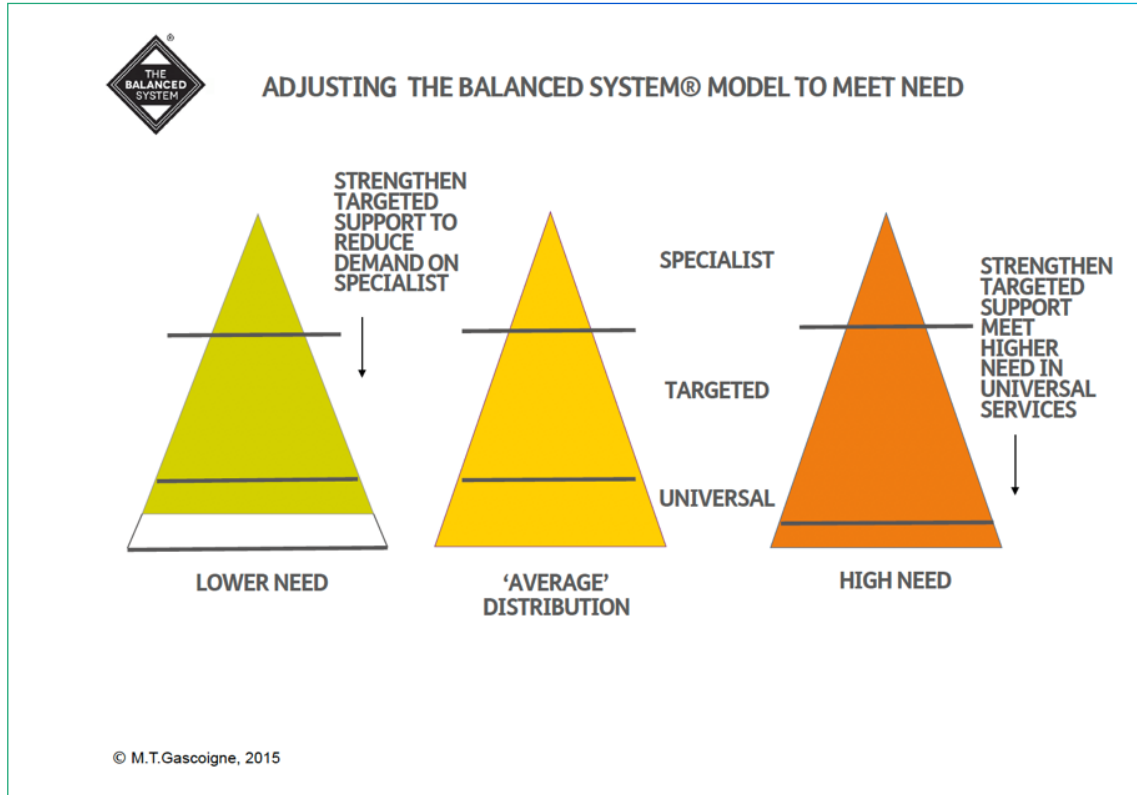 ®
THE
BALANCED
SYSTEM
ADJUSTING THE BALANCED SYSTEM® MODEL TO MEET NEED
STRENGTHEN
TARGETED
SUPPORT TO
REDUCE
DEMAND ON
SPECIALIST
SPECIALIST
TARGETED
UNIVERSAL
STRENGTHEN
TARGETED
SUPPORT
MEET
HIGHER
NEED IN
UNIVERSAL
SERVICES
LOWER NEED
‘AVERAGE’
DISTRIBUTION
HIGH NEED
© M.T.Gascoigne, 2015